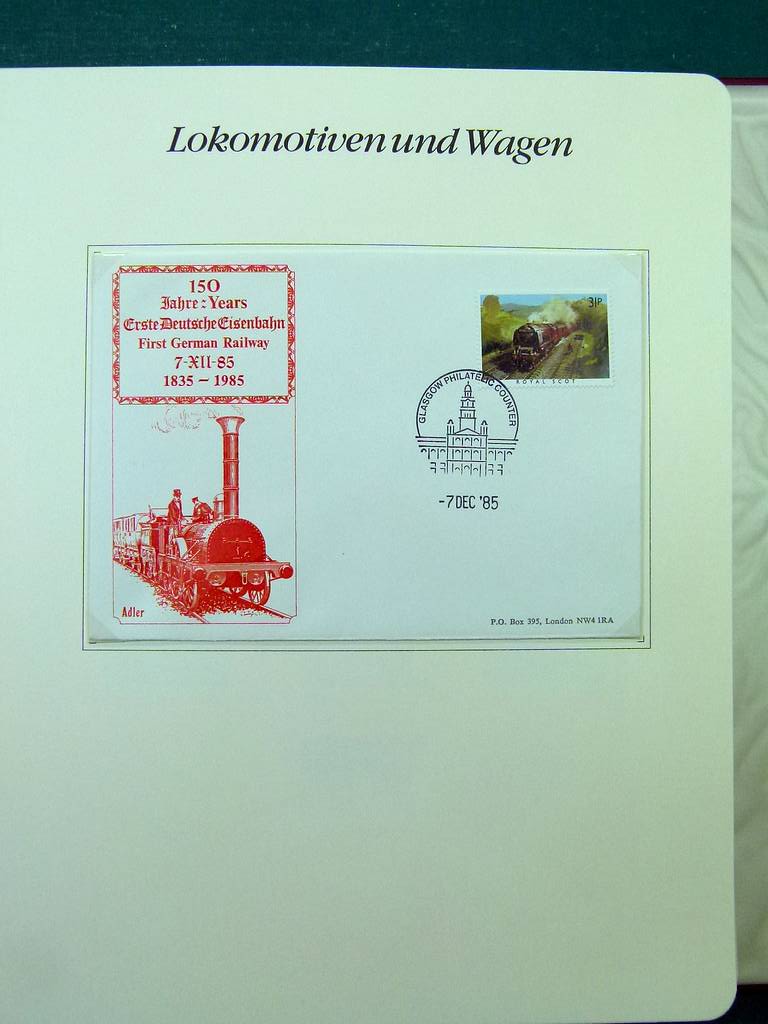 Lokomotiven und Wagen
150
Jahre : Years
Erste Deutsche Eisenbahn
First German Railway
7-XII-85
1835 – 1985
31P
ROYAL SCOT
GLASGOW PHILATELIC COUNTER
-7 DEC '85
Adler
P.O. Box 395, London NW4 1RA